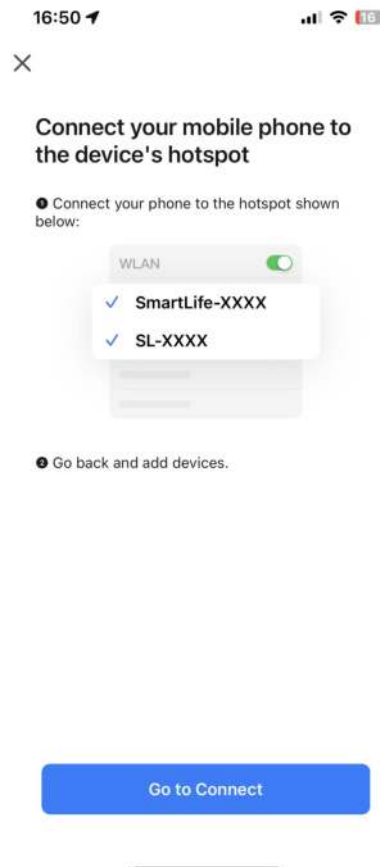 16:50
16
Connect your mobile phone to
the device's hotspot
❶ Connect your phone to the hotspot shown
below:
WLAN
SmartLife-XXXX
SL-XXXX
❷ Go back and add devices.
Go to Connect